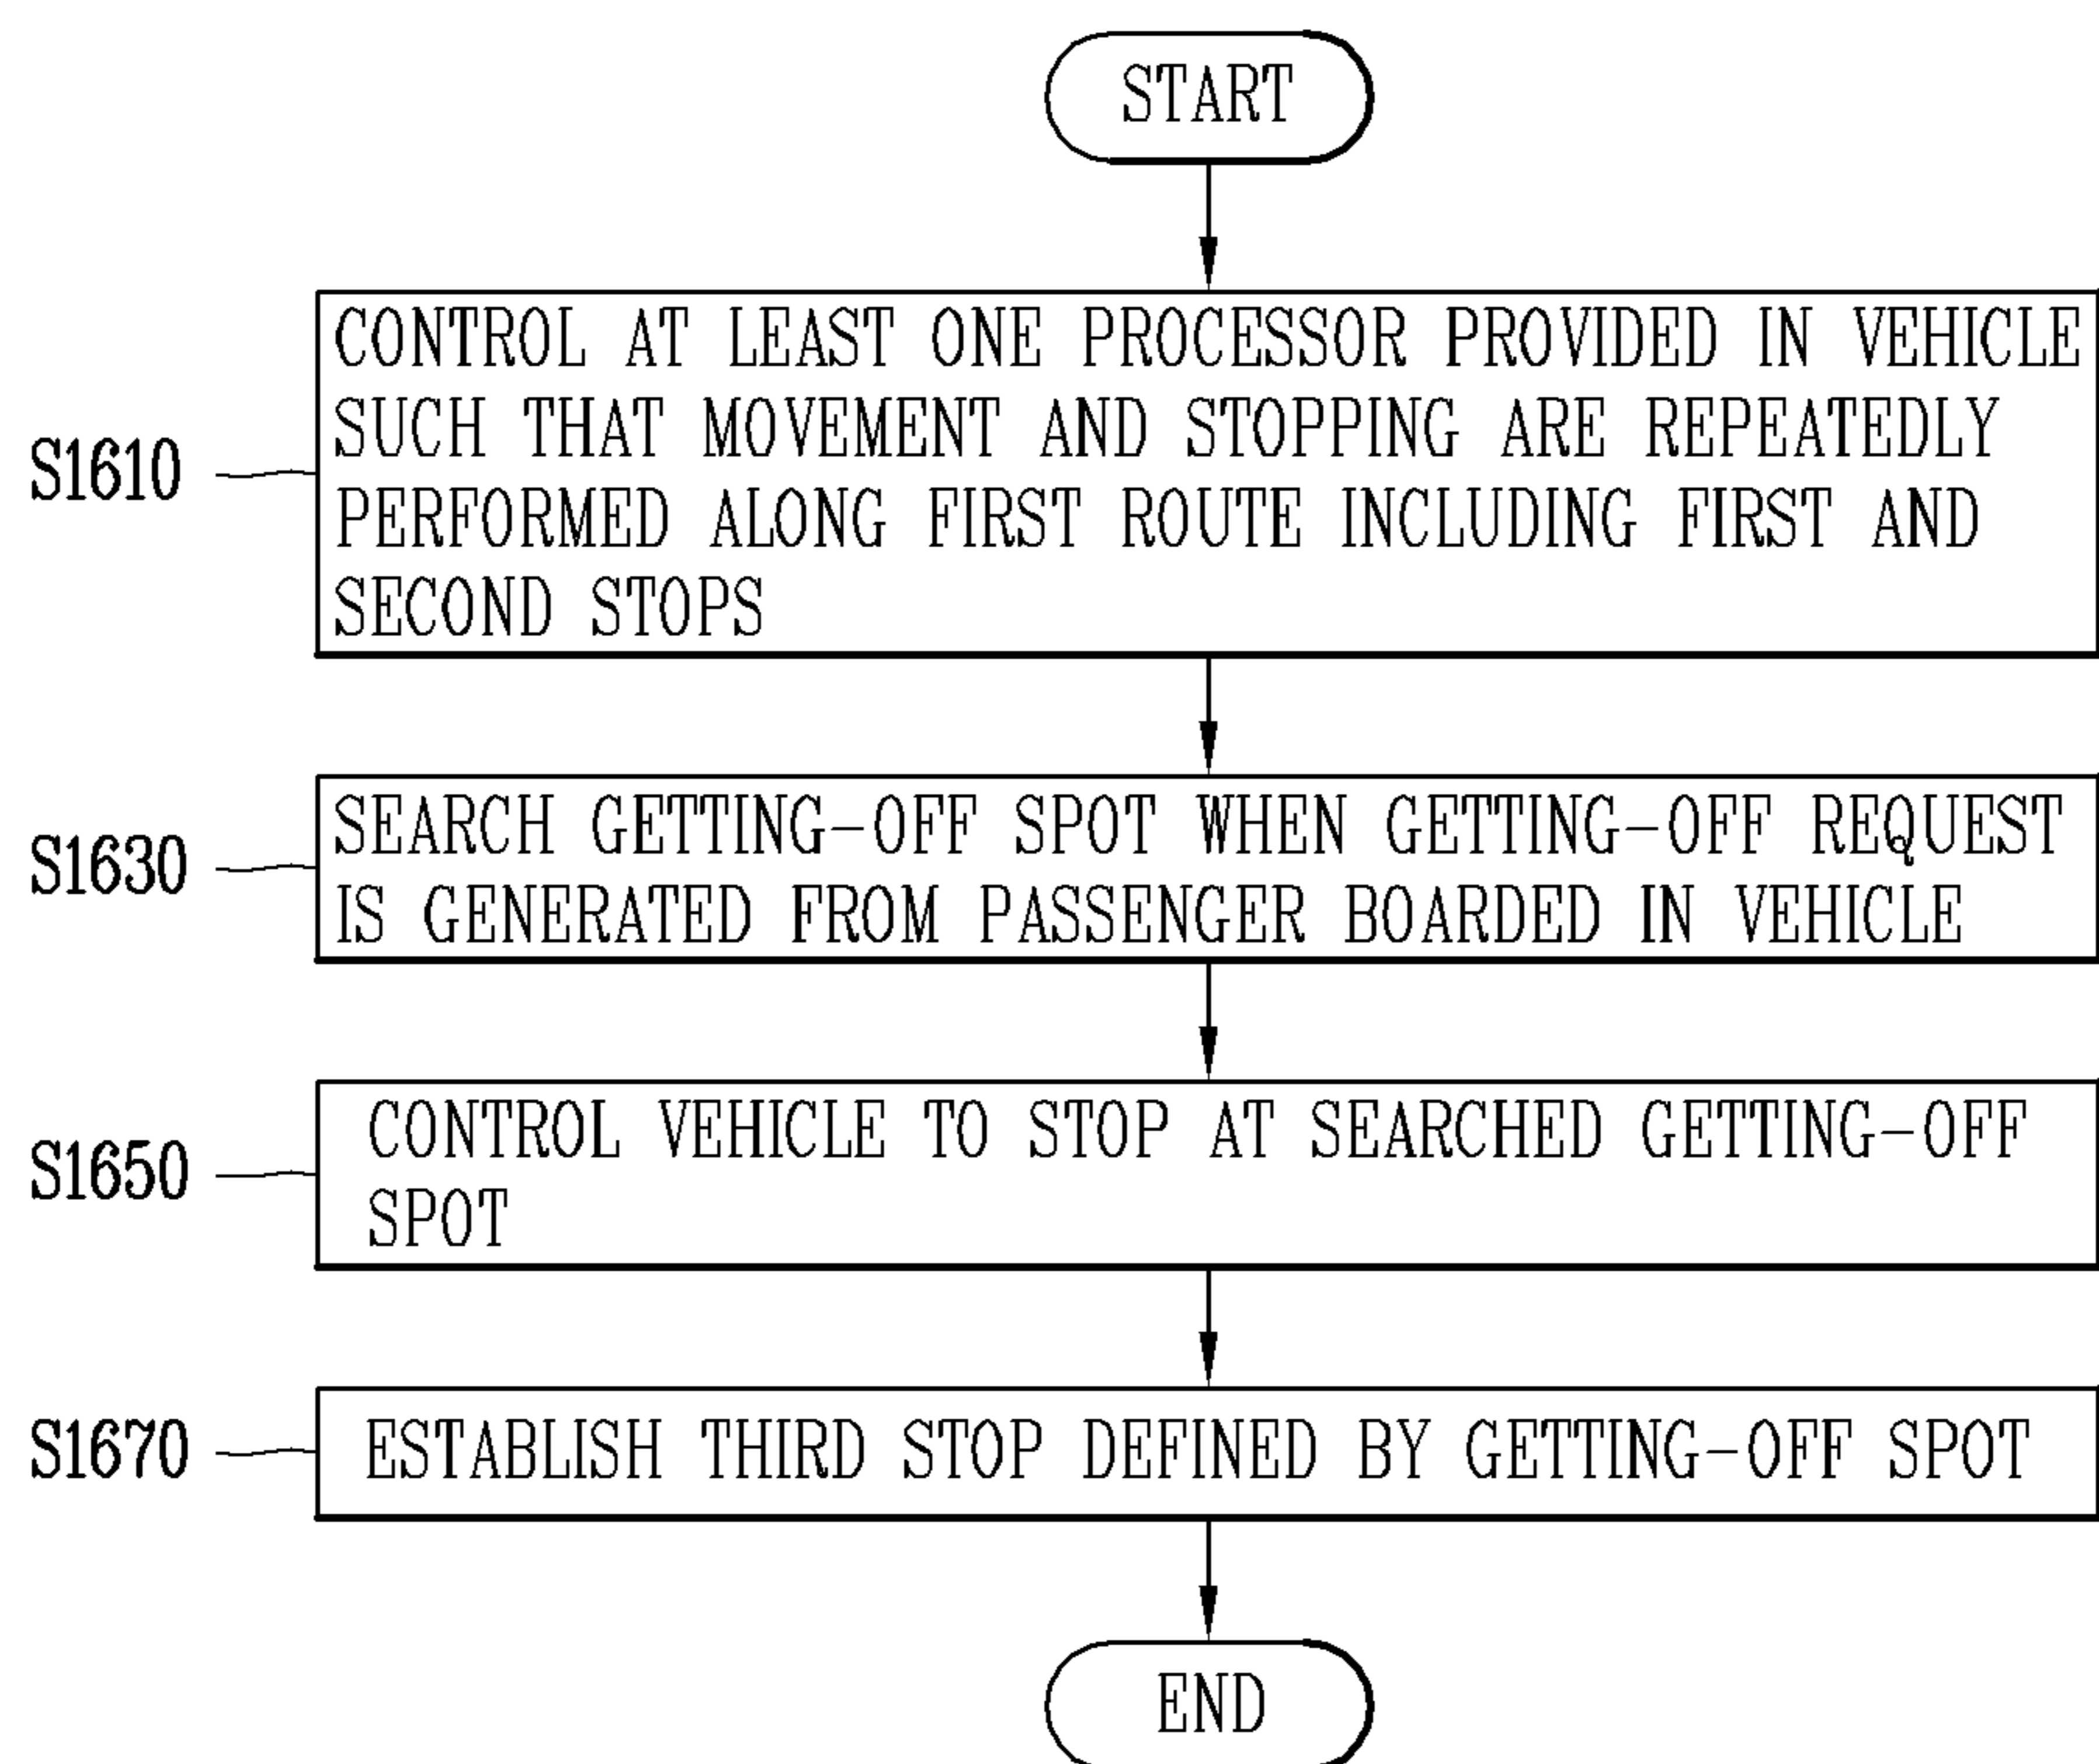 START
CONTROL AT LEAST ONE PROCESSOR PROVIDED IN VEHICLE
SUCH THAT MOVEMENT AND STOPPING ARE REPEATEDLY
S1610
PERFORMED ALONG FIRST ROUTE INCLUDING FIRST AND
SECOND STOPS
SEARCH GETTING-OFF SPOT WHEN GETTING-OFF REQUEST
S1630
IS GENERATED FROM PASSENGER BOARDED IN VEHICLE
CONTROL VEHICLE TO STOP AT SEARCHED GETTING-OFF
S1650
SPOT
S1670
ESTABLISH THIRD STOP DEFINED BY GETTING-OFF SPOT
END